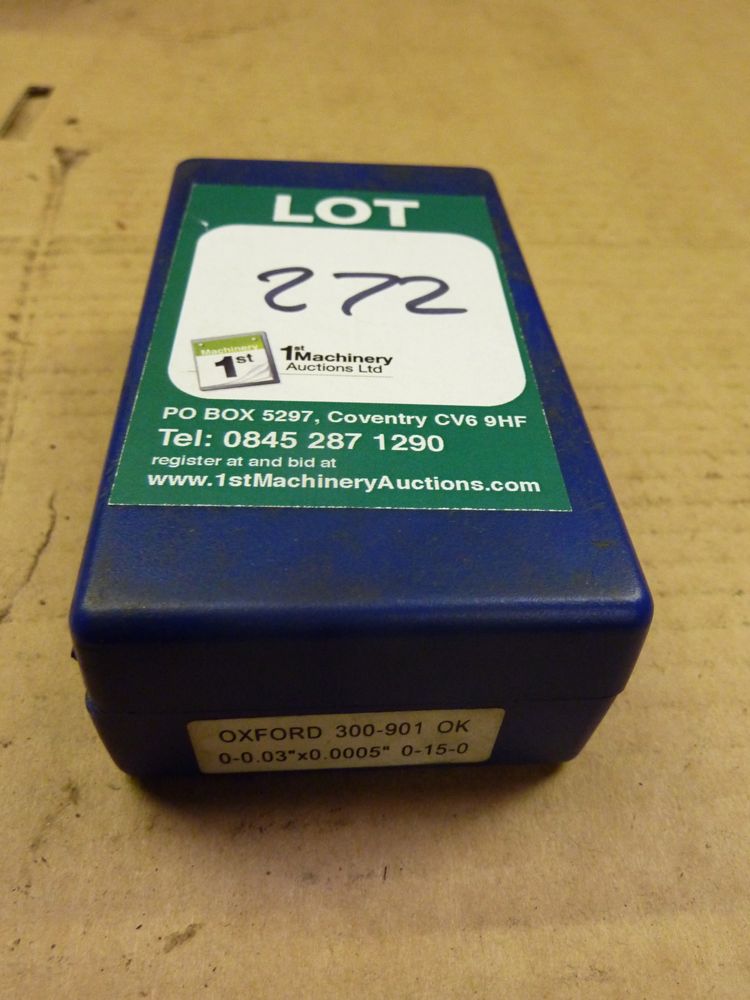 LOT
272
Machinery
1st
1st Machinery
Auctions Ltd
PO BOX 5297, Coventry CV6 9HF
Tel: 0845 287 1290
register at and bid at
www.1stMachineryAuctions.com
OXFORD 300-901 OK
0-0.03"x0.0005" 0-15-0